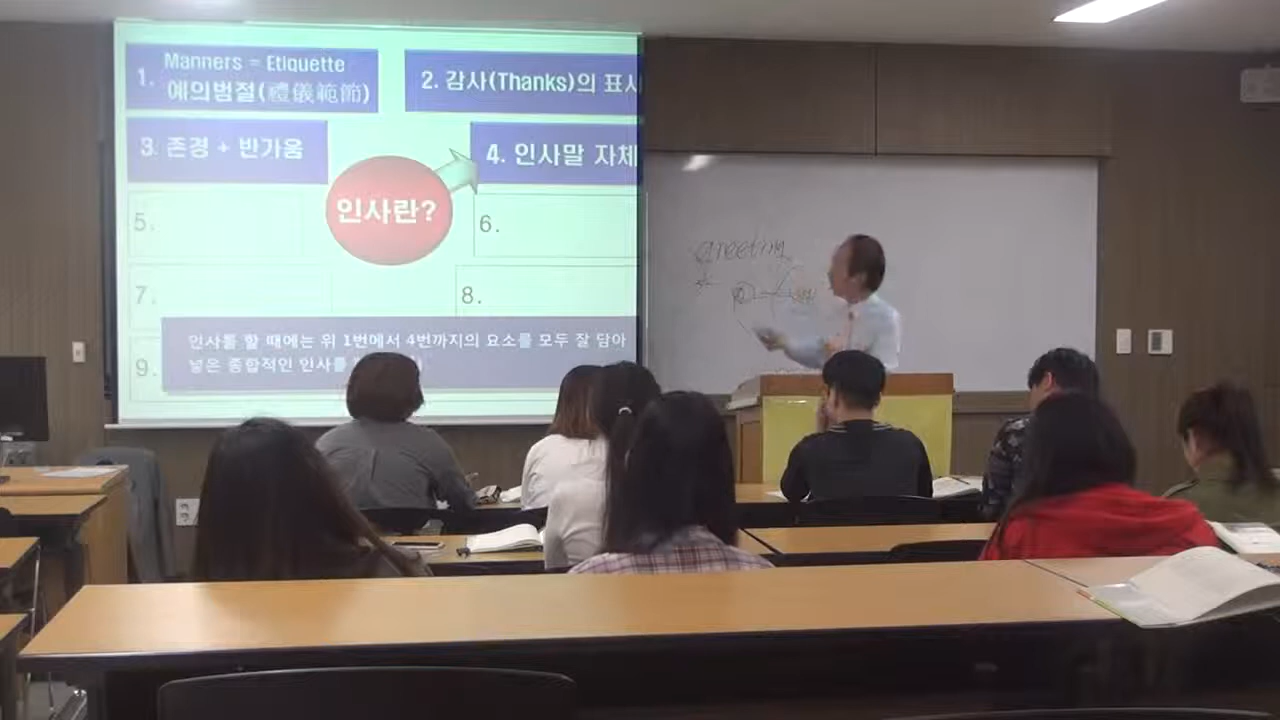 1. Manners = Etiquette
예의범절(禮儀範節)
2. 감사(Thanks)의 표시
3. 존경 + 반가움
4. 인사말 자체
인사란?
5.
6.
7.
8.
9.
인사를 할 때에는 위 1번에서 4번까지의 요소를 모두 잘 담아
넣은 종합적인 인사를
Greeting